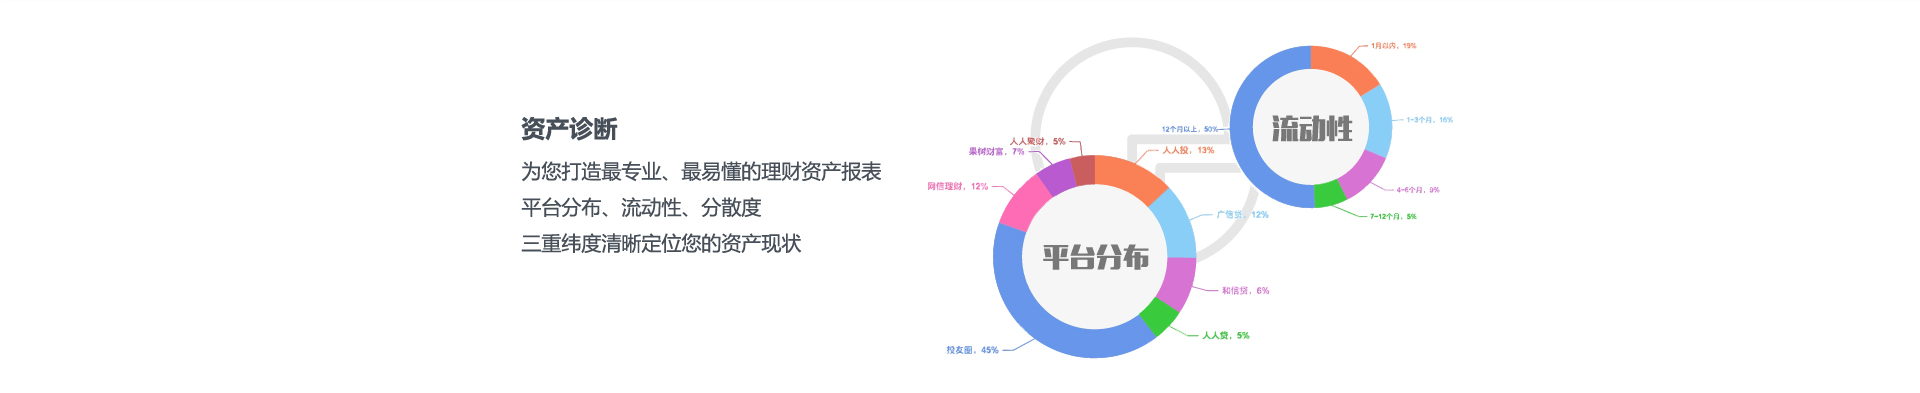 资产诊断
为您打造最专业、最易懂的理财资产报表
平台分布、流动性、分散度
三重纬度清晰定位您的资产现状
1月以内，19%
1-3个月，16%
4-6个月，9%
7-12个月，5%
12个月以上，50%
流动性
人人聚财，5%
果树财富，7%
网信理财，12%
投友圈，45%
人人投，13%
广信贷，12%
和信贷，6%
人人贷，5%
平台分布